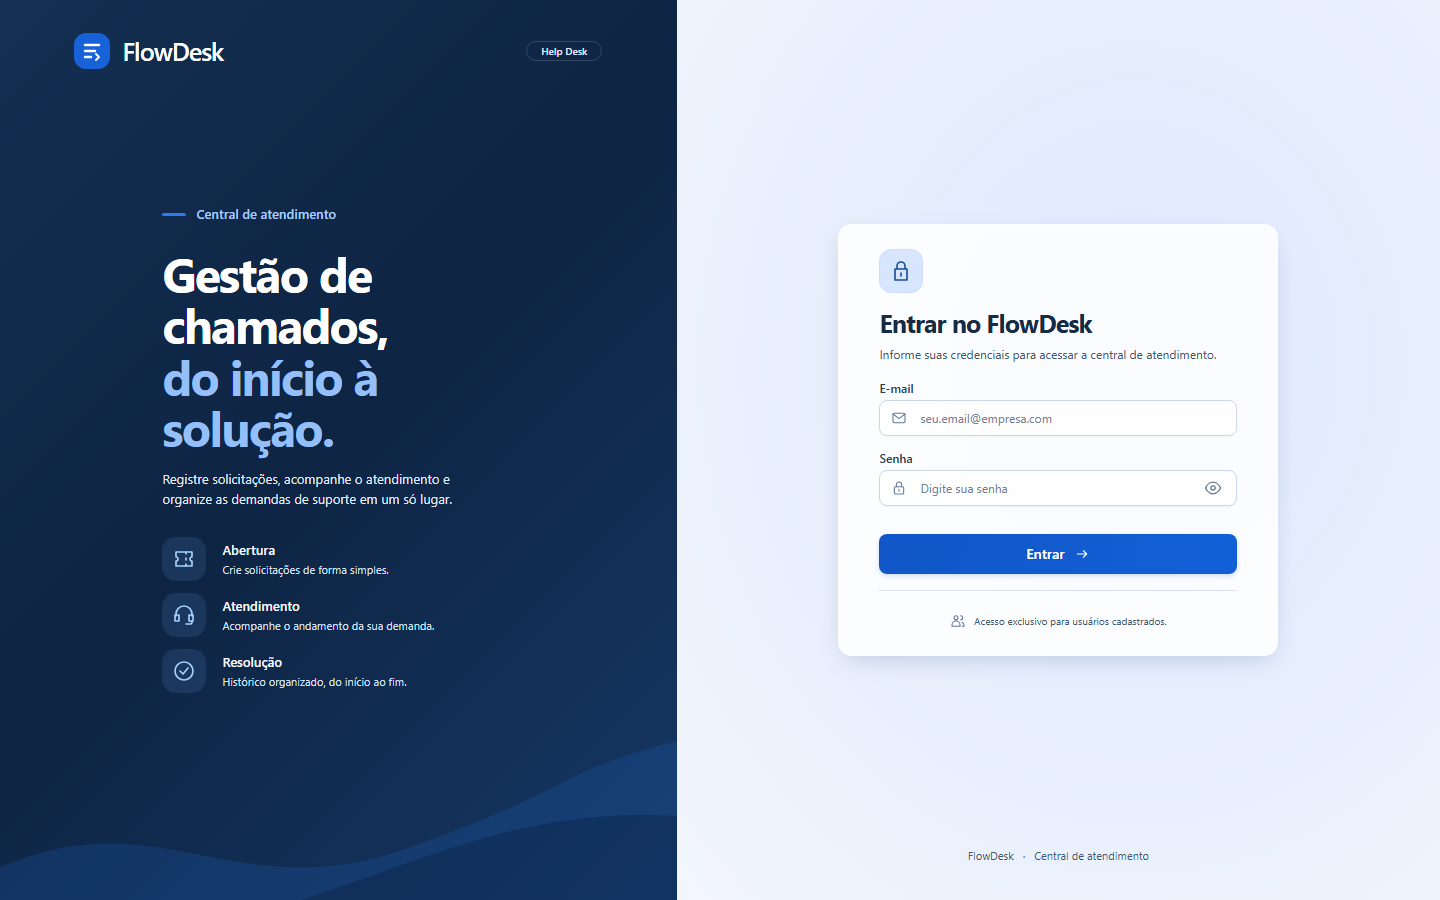 FlowDesk
Help Desk
Central de atendimento
Gestão de
chamados,
do início à
solução.
Registre solicitações, acompanhe o atendimento e
organize as demandas de suporte em um só lugar.
Abertura
Crie solicitações de forma simples.
Atendimento
Acompanhe o andamento da sua demanda.
Resolução
Histórico organizado, do início ao fim.
Entrar no FlowDesk
Informe suas credenciais para acessar a central de atendimento.
E-mail
seu.email@empresa.com
Senha
Digite sua senha
Entrar →
Acesso exclusivo para usuários cadastrados.
FlowDesk · Central de atendimento